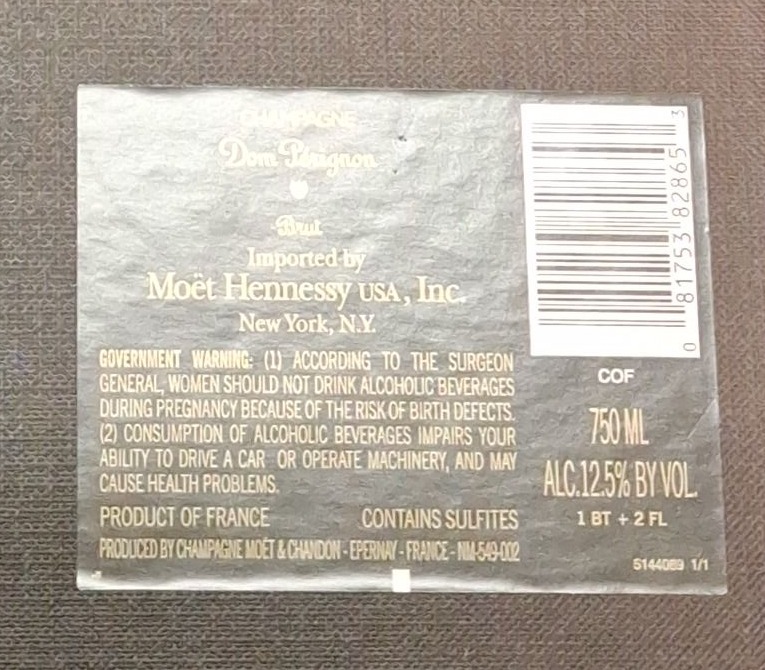 CHAMPAGNE
Dom Pérignon
Brut
Imported by
Moët Hennessy USA, Inc.
New York, N.Y.
GOVERNMENT WARNING: (1) ACCORDING TO THE SURGEON
GENERAL, WOMEN SHOULD NOT DRINK ALCOHOLIC BEVERAGES
DURING PREGNANCY BECAUSE OF THE RISK OF BIRTH DEFECTS.
(2) CONSUMPTION OF ALCOHOLIC BEVERAGES IMPAIRS YOUR
ABILITY TO DRIVE A CAR OR OPERATE MACHINERY, AND MAY
CAUSE HEALTH PROBLEMS.
PRODUCT OF FRANCE CONTAINS SULFITES
PRODUCED BY CHAMPAGNE MOËT & CHANDON - EPERNAY - FRANCE - NM-549-002
0 81753 82865 3
COF
750 ML
ALC.12.5% BY VOL.
1 BT + 2 FL
5144089 1/1